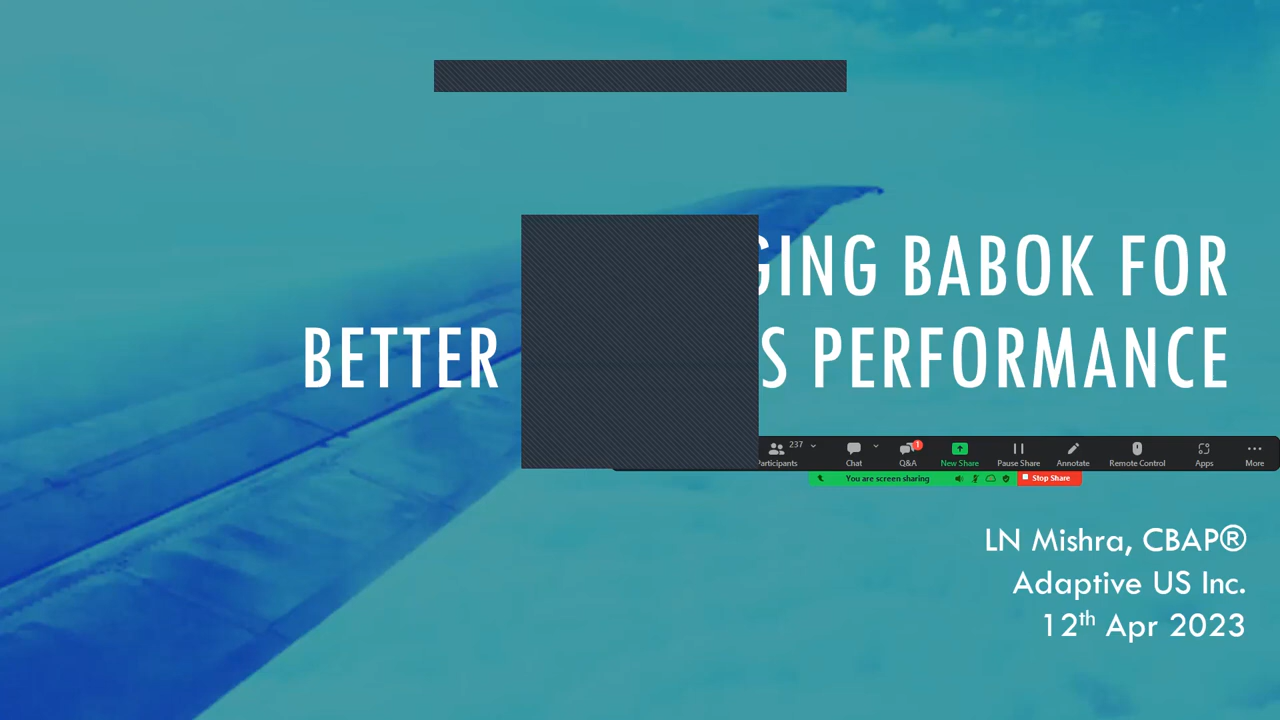 GING BABOK FOR
BETTER S PERFORMANCE
Participants 237 Chat Q&A 1 New Share Pause Share Annotate Remote Control Apps More
You are screen sharing Stop Share
LN Mishra, CBAP®
Adaptive US Inc.
12th Apr 2023